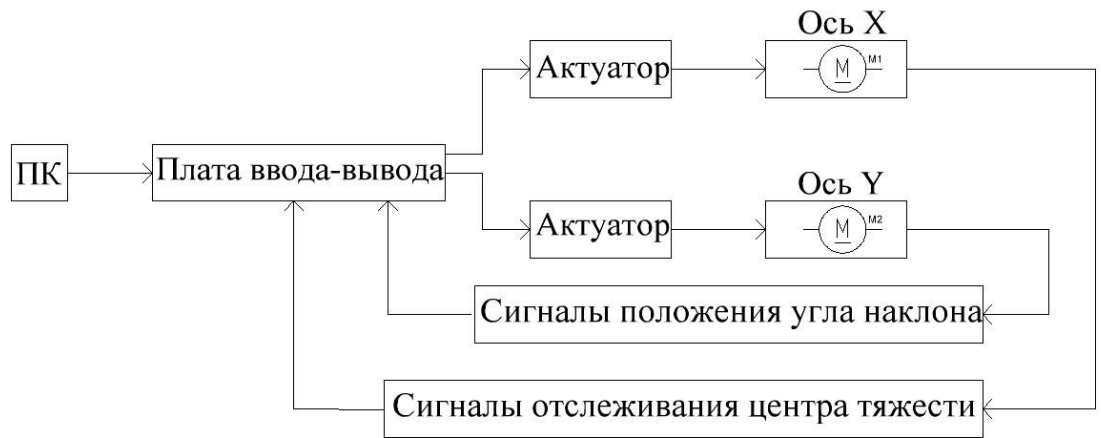 Ось X
Актуатор
M
M1
ПК
Плата ввода-вывода
Ось Y
Актуатор
M
M2
Сигналы положения угла наклона
Сигналы отслеживания центра тяжести